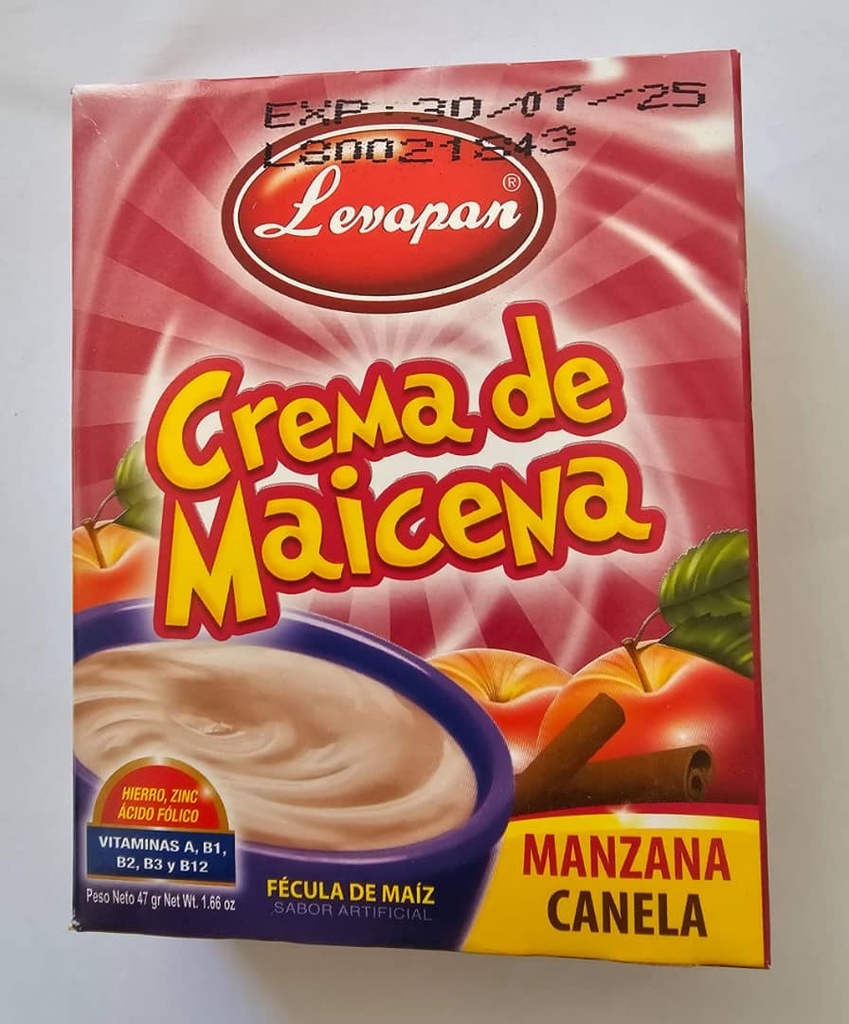 EXP: 30/07/25
L80021843
Levapan®
Crema de
Maicena
HIERRO, ZINC
ÁCIDO FÓLICO
VITAMINAS A, B1,
B2, B3 y B12
Peso Neto 47 gr Net Wt. 1.66 oz
FÉCULA DE MAÍZ
SABOR ARTIFICIAL
MANZANA
CANELA